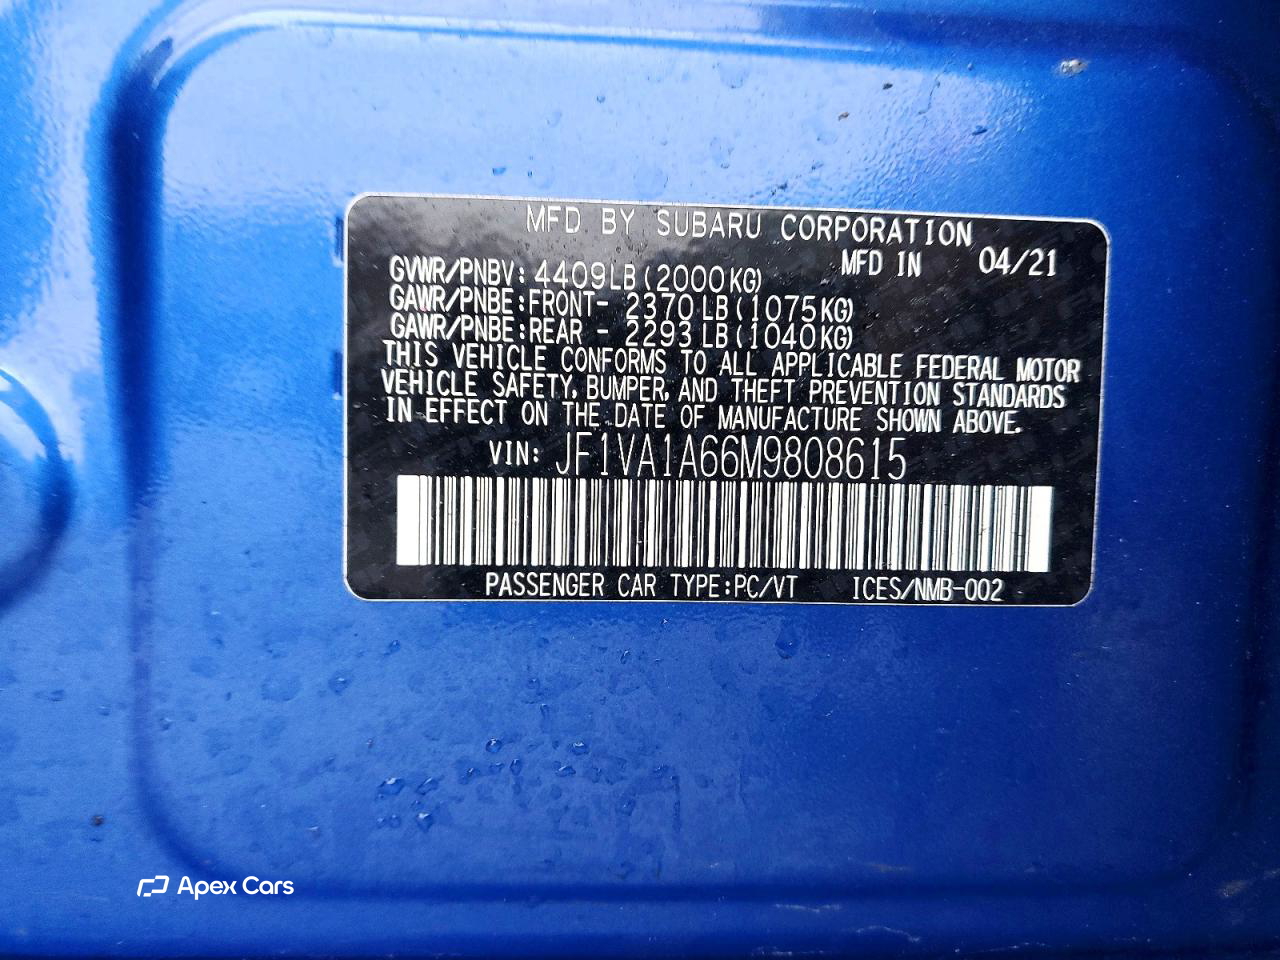 MFD BY SUBARU CORPORATION
MFD IN 04/21
GVWR/PNBV: 4409LB(2000KG)
GAWR/PNBE:FRONT- 2370LB(1075KG)
GAWR/PNBE:REAR - 2293LB(1040KG)
THIS VEHICLE CONFORMS TO ALL APPLICABLE FEDERAL MOTOR
VEHICLE SAFETY, BUMPER, AND THEFT PREVENTION STANDARDS
IN EFFECT ON THE DATE OF MANUFACTURE SHOWN ABOVE.
VIN: JF1VA1A66M9808615
PASSENGER CAR TYPE:PC/VT ICES/NMB-002
Apex Cars